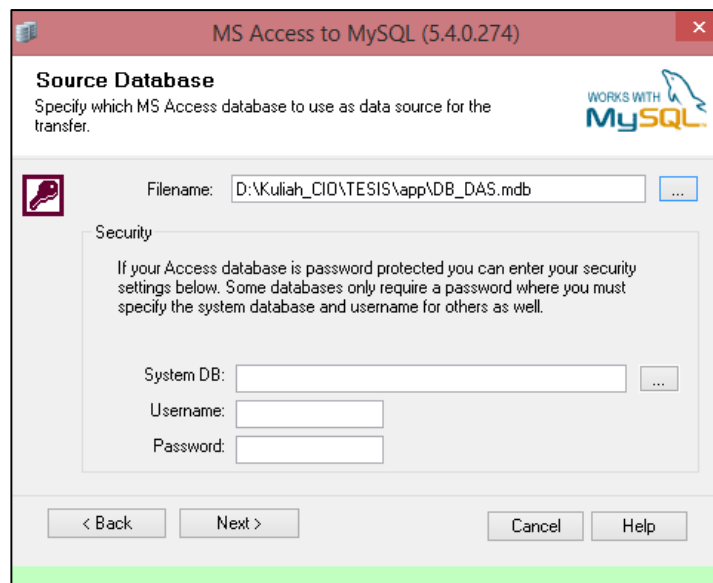 MS Access to MySQL (5.4.0.274)
×
Source Database
Specify which MS Access database to use as data source for the
transfer.
WORKS WITH
MySQL
Filename:
D:\Kuliah_CIO\TESIS\app\DB_DAS.mdb
...
Security
If your Access database is password protected you can enter your security
settings below. Some databases only require a password where you must
specify the system database and username for others as well.
System DB:
...
Username:
Password:
< Back
Next >
Cancel
Help